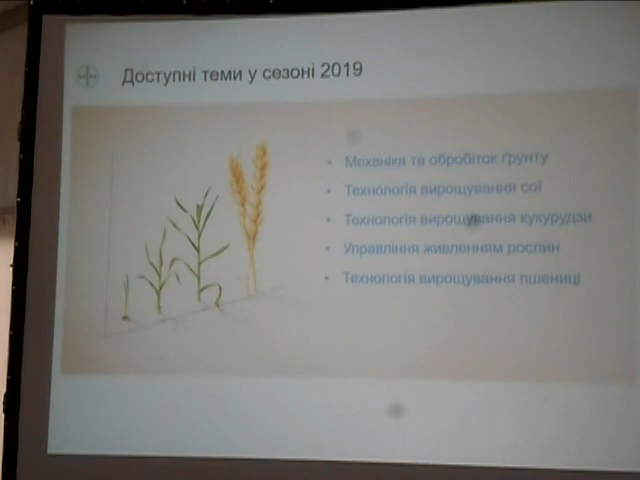 Доступні теми у сезоні 2019
• Механіка та обробіток ґрунту
• Технологія вирощування сої
• Технологія вирощування кукурудзи
• Управління живленням рослин
• Технологія вирощування пшениці